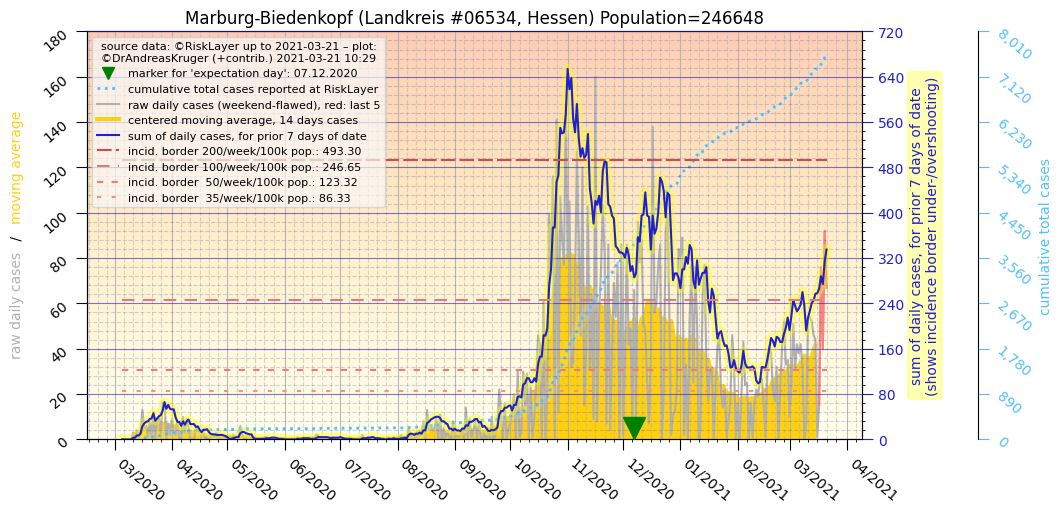 Marburg-Biedenkopf (Landkreis #06534, Hessen) Population=246648
source data: ©RiskLayer up to 2021-03-21 – plot:
©DrAndreasKruger (+contrib.) 2021-03-21 10:29
marker for 'expectation day': 07.12.2020
cumulative total cases reported at RiskLayer
raw daily cases (weekend-flawed), red: last 5
centered moving average, 14 days cases
sum of daily cases, for prior 7 days of date
incid. border 200/week/100k pop.: 493.30
incid. border 100/week/100k pop.: 246.65
incid. border  50/week/100k pop.: 123.32
incid. border  35/week/100k pop.: 86.33
raw daily cases  /  moving average
180
160
140
120
100
80
60
40
20
0
03/2020
04/2020
05/2020
06/2020
07/2020
08/2020
09/2020
10/2020
11/2020
12/2020
01/2021
02/2021
03/2021
04/2021
720
640
560
480
400
320
240
160
80
0
sum of daily cases, for prior 7 days of date
(shows incidence border under-/overshooting)
8,010
7,120
6,230
5,340
4,450
3,560
2,670
1,780
890
0
cumulative total cases